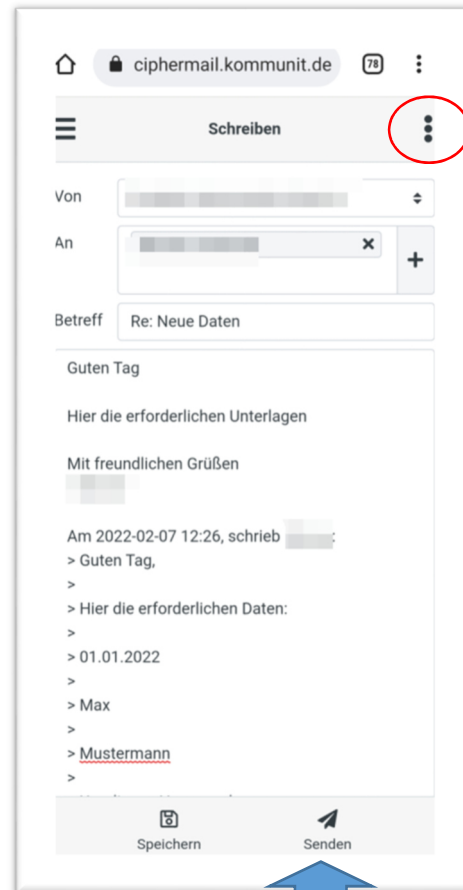 ciphermail.kommunit.de 78
Schreiben
Von
An
Betreff Re: Neue Daten
Guten Tag
Hier die erforderlichen Unterlagen
Mit freundlichen Grüßen
Am 2022-02-07 12:26, schrieb :
> Guten Tag,
>
> Hier die erforderlichen Daten:
>
> 01.01.2022
>
> Max
>
> Mustermann
>
Speichern Senden